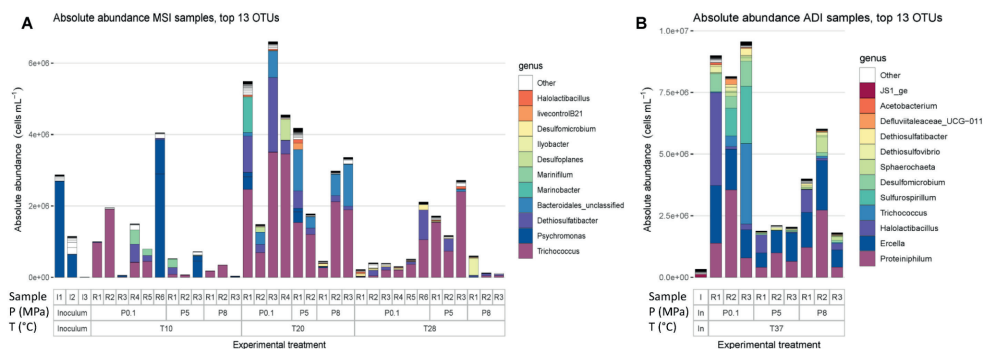 A
Absolute abundance MSI samples, top 13 OTUs
Absolute abundance (cells mL⁻¹)
6e+06
4e+06
2e+06
0e+00
genus
Other
Halolactibacillus
livecontrolB21
Desulfomicrobium
Ilyobacter
Desulfoplanes
Marinifilum
Marinobacter
Bacteroidales_unclassified
Dethiosulfatibacter
Psychromonas
Trichococcus
Sample I1 I2 I3 R1 R2 R3 R4 R5 R6 R1 R2 R3 R1 R2 R3 R1 R2 R3 R4 R1 R2 R3 R1 R2 R3 R1 R2 R3 R4 R5 R6 R1 R2 R3 R1 R2 R3
P (MPa) Inoculum P0.1 P5 P8 P0.1 P5 P8 P0.1 P5 P8
T (°C) Inoculum T10 T20 T28
Experimental treatment
B
Absolute abundance ADI samples, top 13 OTUs
Absolute abundance (cells mL⁻¹)
1.0e+07
7.5e+06
5.0e+06
2.5e+06
0.0e+00
genus
Other
JS1_ge
Acetobacterium
Defluviitaleaceae_UCG-011
Dethiosulfatibacter
Dethiosulfovibrio
Sphaerochaeta
Desulfomicrobium
Sulfurospirillum
Trichococcus
Halolactibacillus
Ercella
Proteiniphilum
Sample I R1 R2 R3 R1 R2 R3 R1 R2 R3
P (MPa) In P0.1 P5 P8
T (°C) In T37
Experimental treatment